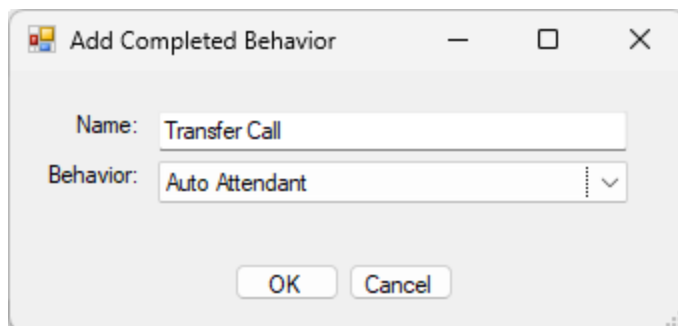 Add Completed Behavior
Name: Transfer Call
Behavior: Auto Attendant
OK Cancel